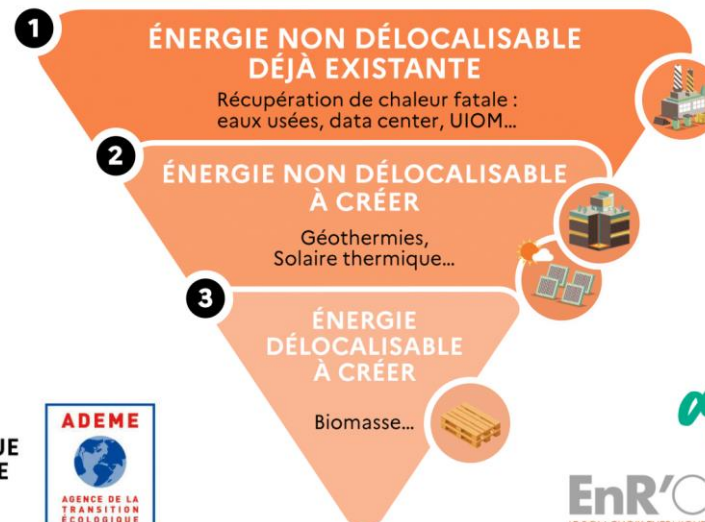 1
ÉNERGIE NON DÉLOCALISABLE
DÉJÀ EXISTANTE
Récupération de chaleur fatale :
eaux usées, data center, UIOM...
2
ÉNERGIE NON DÉLOCALISABLE
À CRÉER
Géothermies,
Solaire thermique...
3
ÉNERGIE
DÉLOCALISABLE
À CRÉER
Biomasse...
ADEME
AGENCE DE LA
TRANSITION
ÉCOLOGIQUE
EnR'